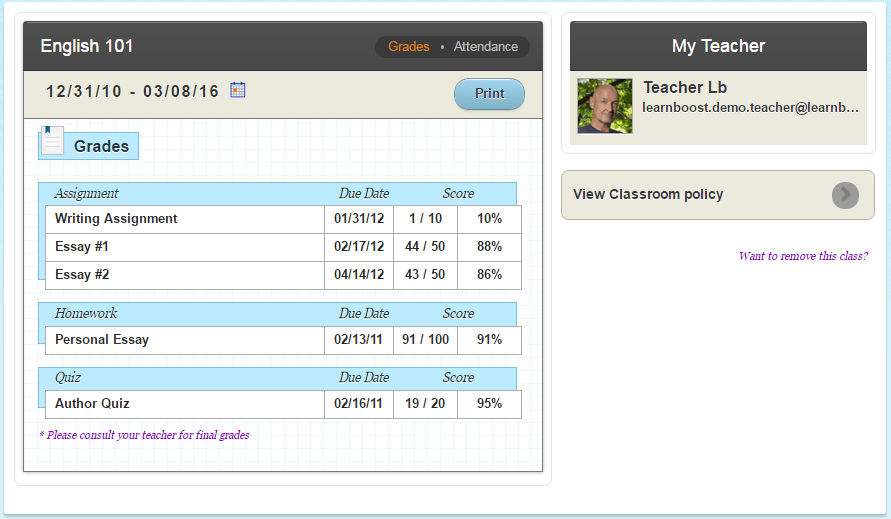 English 101
Grades • Attendance
12/31/10 - 03/08/16
Print
Grades
Assignment Due Date Score
Writing Assignment 01/31/12 1 / 10 10%
Essay #1 02/17/12 44 / 50 88%
Essay #2 04/14/12 43 / 50 86%
Homework Due Date Score
Personal Essay 02/13/11 91 / 100 91%
Quiz Due Date Score
Author Quiz 02/16/11 19 / 20 95%
* Please consult your teacher for final grades
My Teacher
Teacher Lb
learnboost.demo.teacher@learnb...
View Classroom policy
Want to remove this class?